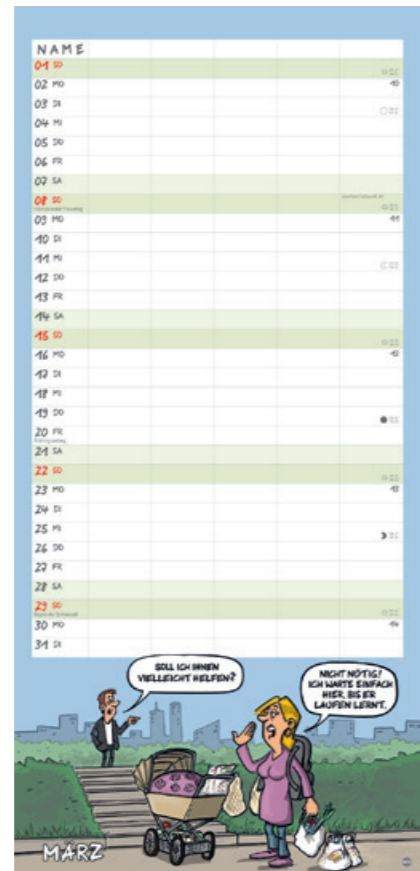 NAME
01 SO
02 MO 10
03 DI
04 MI
05 DO
06 FR
07 SA
08 SO
09 MO 11
10 DI
11 MI
12 DO
13 FR
14 SA
15 SO
16 MO 12
17 DI
18 MI
19 DO
20 FR
21 SA
22 SO
23 MO 13
24 DI
25 MI
26 DO
27 FR
28 SA
29 SO
30 MO 14
31 DI
SOLL ICH IHNEN
VIELLEICHT HELFEN?
NICHT NÖTIG!
ICH WARTE EINFACH
HIER, BIS ER
LAUFEN LERNT.
MÄRZ